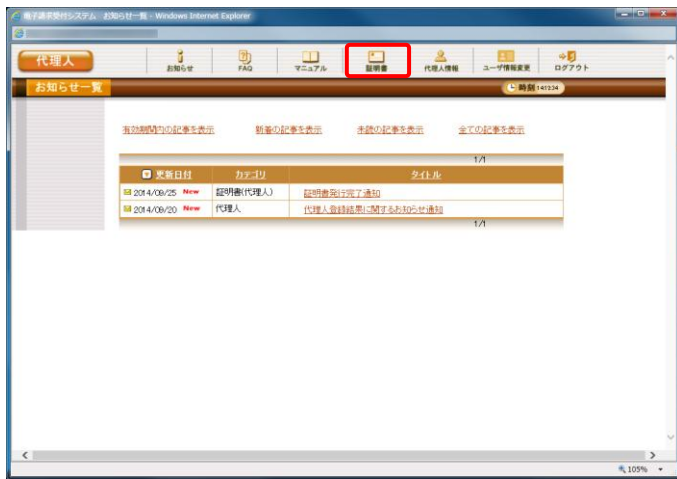 電子請求受付システム お知らせ一覧 - Windows Internet Explorer
代理人
お知らせ FAQ マニュアル 証明書 代理人情報 ユーザ情報変更 ログアウト
お知らせ一覧 時刻 14:12:34
有効期間内の記事を表示 新着の記事を表示 未読の記事を表示 全ての記事を表示
1/1
更新日付 カテゴリ タイトル
2014/09/25 New 証明書(代理人) 証明書発行完了通知
2014/09/20 New 代理人 代理人登録結果に関するお知らせ通知
1/1
105%